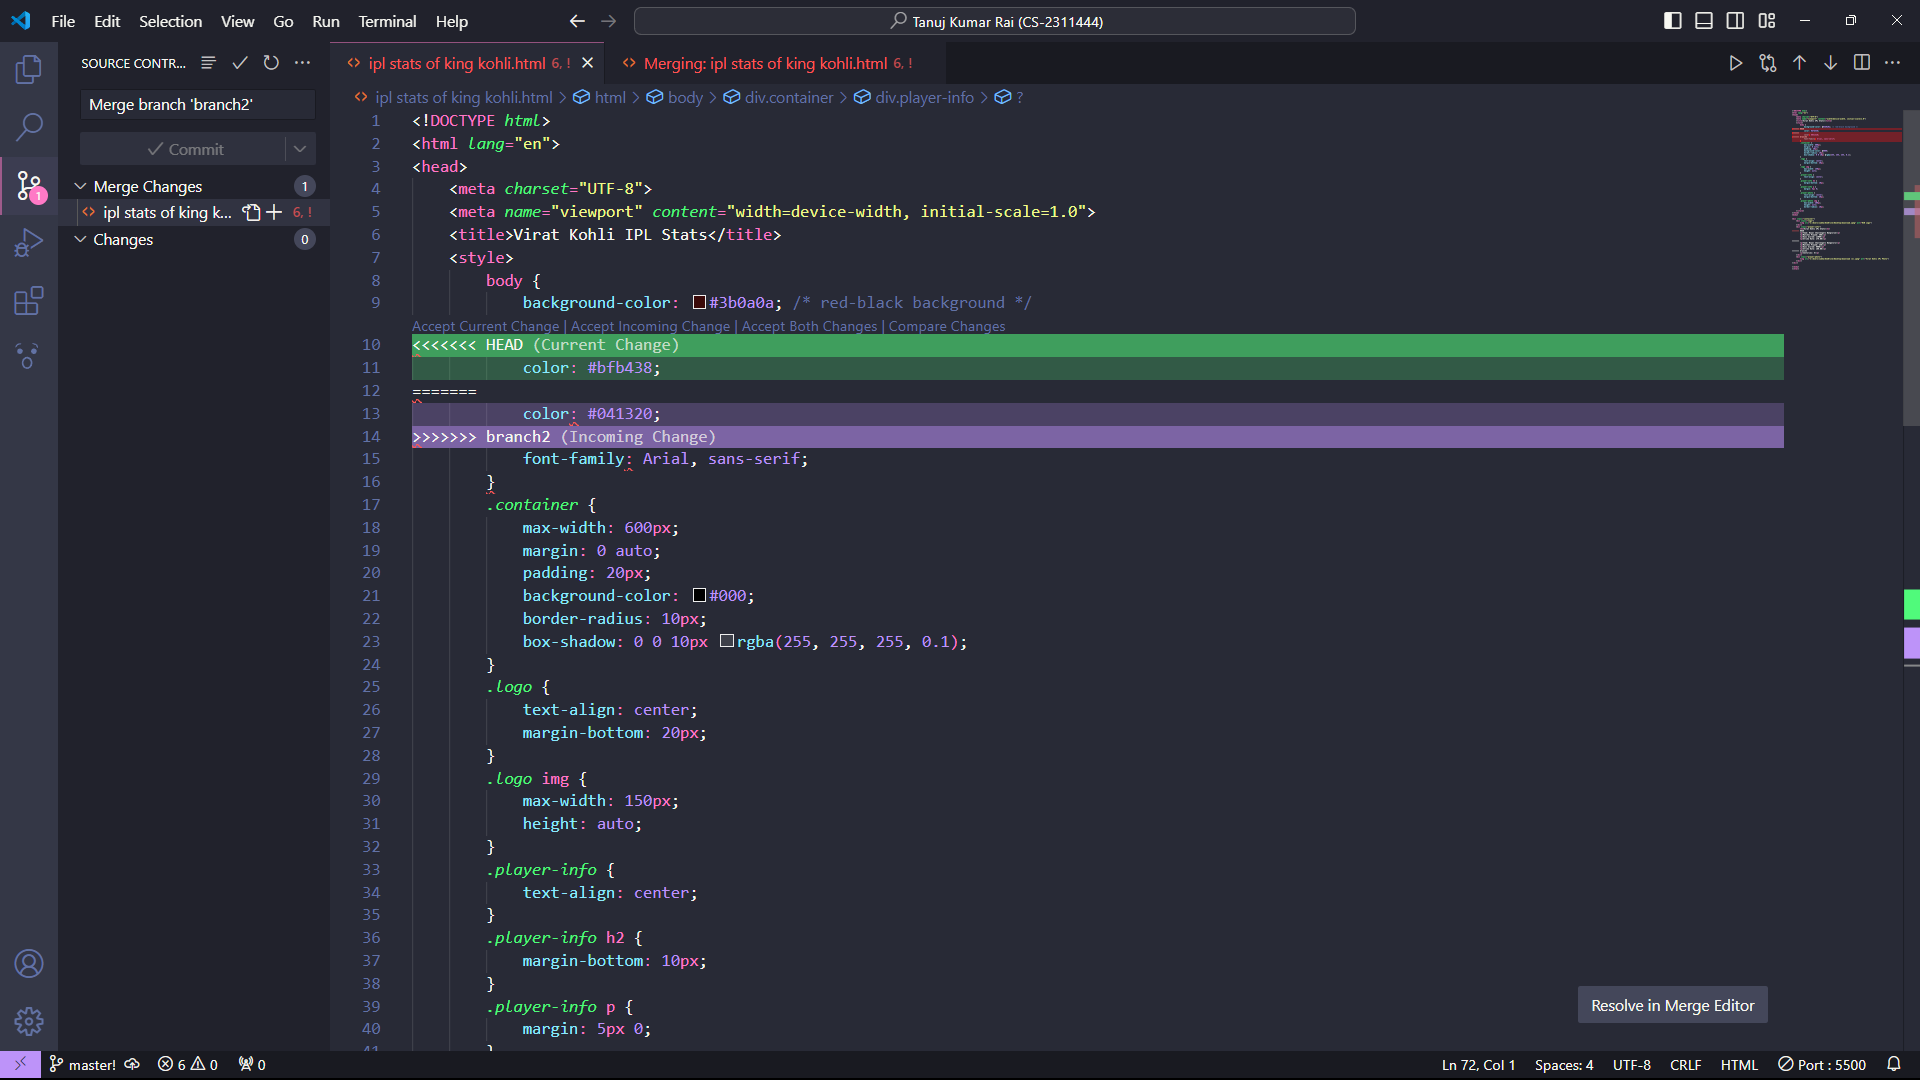 File Edit Selection View Go Run Terminal Help
Tanuj Kumar Rai (CS-2311444)
SOURCE CONTR...
Merge branch 'branch2'
Commit
Merge Changes 1
ipl stats of king k... 6, !
Changes 0
1
ipl stats of king kohli.html 6, !
Merging: ipl stats of king kohli.html 6, !
ipl stats of king kohli.html > html > body > div.container > div.player-info > ?
1 <!DOCTYPE html>
2 <html lang="en">
3 <head>
4 <meta charset="UTF-8">
5 <meta name="viewport" content="width=device-width, initial-scale=1.0">
6 <title>Virat Kohli IPL Stats</title>
7 <style>
8 body {
9 background-color: #3b0a0a; /* red-black background */
Accept Current Change | Accept Incoming Change | Accept Both Changes | Compare Changes
10 <<<<<<< HEAD (Current Change)
11 color: #bfb438;
12 =======
13 color: #041320;
14 >>>>>>> branch2 (Incoming Change)
15 font-family: Arial, sans-serif;
16 }
17 .container {
18 max-width: 600px;
19 margin: 0 auto;
20 padding: 20px;
21 background-color: #000;
22 border-radius: 10px;
23 box-shadow: 0 0 10px rgba(255, 255, 255, 0.1);
24 }
25 .logo {
26 text-align: center;
27 margin-bottom: 20px;
28 }
29 .logo img {
30 max-width: 150px;
31 height: auto;
32 }
33 .player-info {
34 text-align: center;
35 }
36 .player-info h2 {
37 margin-bottom: 10px;
38 }
39 .player-info p {
40 margin: 5px 0;
Resolve in Merge Editor
master! 6 0 0
Ln 72, Col 1 Spaces: 4 UTF-8 CRLF HTML Port : 5500